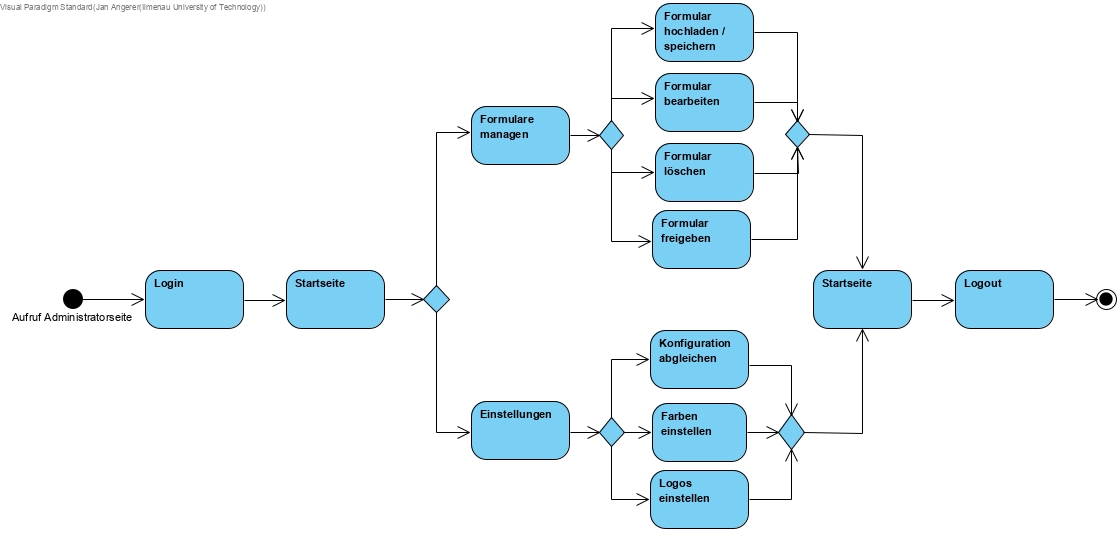 Visual Paradigm Standard(Jan Angerer(Ilmenau University of Technology))
Formular
hochladen /
speichern
Formular
bearbeiten
Formulare
managen
Formular
löschen
Formular
freigeben
Login
Startseite
Aufruf Administratorseite
Startseite
Logout
Konfiguration
abgleichen
Einstellungen
Farben
einstellen
Logos
einstellen